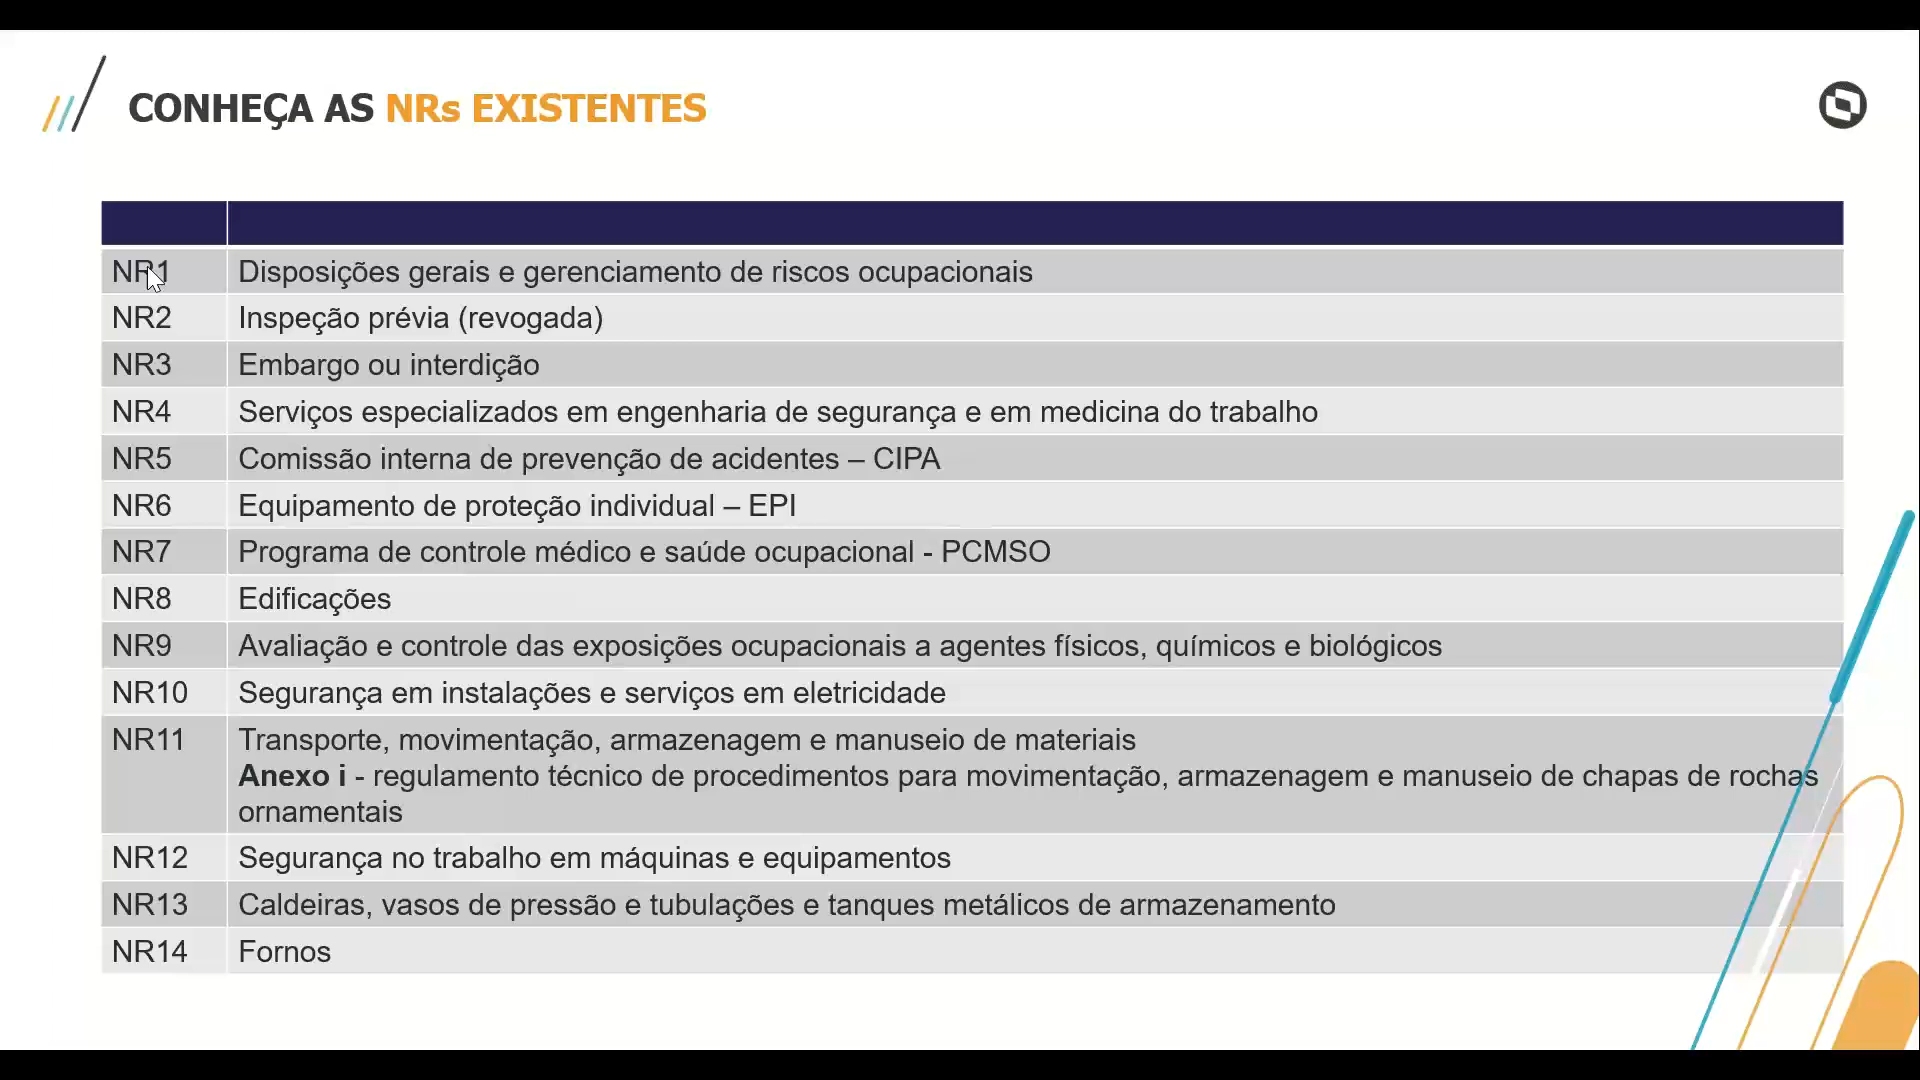 CONHEÇA AS NRs EXISTENTES
NR1 Disposições gerais e gerenciamento de riscos ocupacionais
NR2 Inspeção prévia (revogada)
NR3 Embargo ou interdição
NR4 Serviços especializados em engenharia de segurança e em medicina do trabalho
NR5 Comissão interna de prevenção de acidentes – CIPA
NR6 Equipamento de proteção individual – EPI
NR7 Programa de controle médico e saúde ocupacional - PCMSO
NR8 Edificações
NR9 Avaliação e controle das exposições ocupacionais a agentes físicos, químicos e biológicos
NR10 Segurança em instalações e serviços em eletricidade
NR11 Transporte, movimentação, armazenagem e manuseio de materiais
Anexo i - regulamento técnico de procedimentos para movimentação, armazenagem e manuseio de chapas de rochas
ornamentais
NR12 Segurança no trabalho em máquinas e equipamentos
NR13 Caldeiras, vasos de pressão e tubulações e tanques metálicos de armazenamento
NR14 Fornos